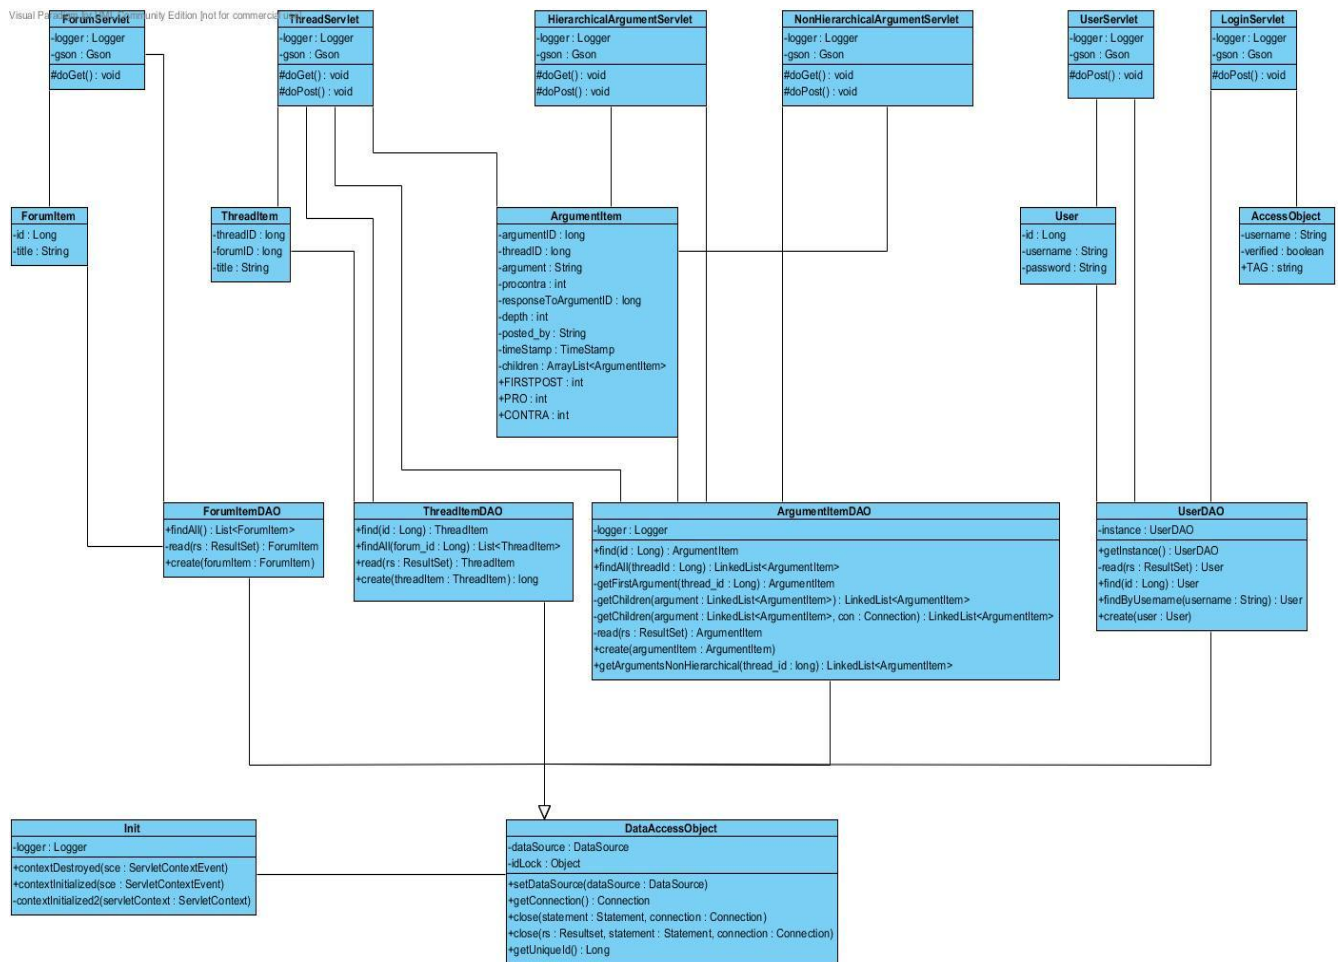 Visual Paradigm for UML Community Edition [not for commercial use]
ForumServlet
-logger : Logger
-gson : Gson
#doGet() : void
ThreadServlet
-logger : Logger
-gson : Gson
#doGet() : void
#doPost() : void
HierarchicalArgumentServlet
-logger : Logger
-gson : Gson
#doGet() : void
#doPost() : void
NonHierarchicalArgumentServlet
-logger : Logger
-gson : Gson
#doGet() : void
#doPost() : void
UserServlet
-logger : Logger
-gson : Gson
#doPost() : void
LoginServlet
-logger : Logger
-gson : Gson
#doPost() : void
ForumItem
-id : Long
-title : String
ThreadItem
-threadID : long
-forumID : long
-title : String
ArgumentItem
-argumentID : long
-threadID : long
-argument : String
-procontra : int
-responseToArgumentID : long
-depth : int
-posted_by : String
-timeStamp : TimeStamp
-children : ArrayList<ArgumentItem>
+FIRSTPOST : int
+PRO : int
+CONTRA : int
User
-id : Long
-username : String
-password : String
AccessObject
-username : String
-verified : boolean
+TAG : string
ForumItemDAO
+findAll() : List<ForumItem>
-read(rs : ResultSet) : ForumItem
+create(forumItem : ForumItem)
ThreadItemDAO
+find(id : Long) : ThreadItem
+findAll(forum_id : Long) : List<ThreadItem>
+read(rs : ResultSet) : ThreadItem
+create(threadItem : ThreadItem) : long
ArgumentItemDAO
-logger : Logger
+find(id : Long) : ArgumentItem
+findAll(threadId : Long) : LinkedList<ArgumentItem>
-getFirstArgument(thread_id : Long) : ArgumentItem
-getChildren(argument : LinkedList<ArgumentItem>) : LinkedList<ArgumentItem>
-getChildren(argument : LinkedList<ArgumentItem>, con : Connection) : LinkedList<ArgumentItem>
-read(rs : ResultSet) : ArgumentItem
+create(argumentItem : ArgumentItem)
+getArgumentsNonHierarchical(thread_id : long) : LinkedList<ArgumentItem>
UserDAO
-instance : UserDAO
+getInstance() : UserDAO
-read(rs : ResultSet) : User
+find(id : Long) : User
+findByUsername(username : String) : User
+create(user : User)
Init
-logger : Logger
+contextDestroyed(sce : ServletContextEvent)
+contextInitialized(sce : ServletContextEvent)
-contextInitialized2(servletContext : ServletContext)
DataAccessObject
-dataSource : DataSource
-idLock : Object
+setDataSource(dataSource : DataSource)
+getConnection() : Connection
+close(statement : Statement, connection : Connection)
+close(rs : Resultset, statement : Statement, connection : Connection)
+getUniqueId() : Long